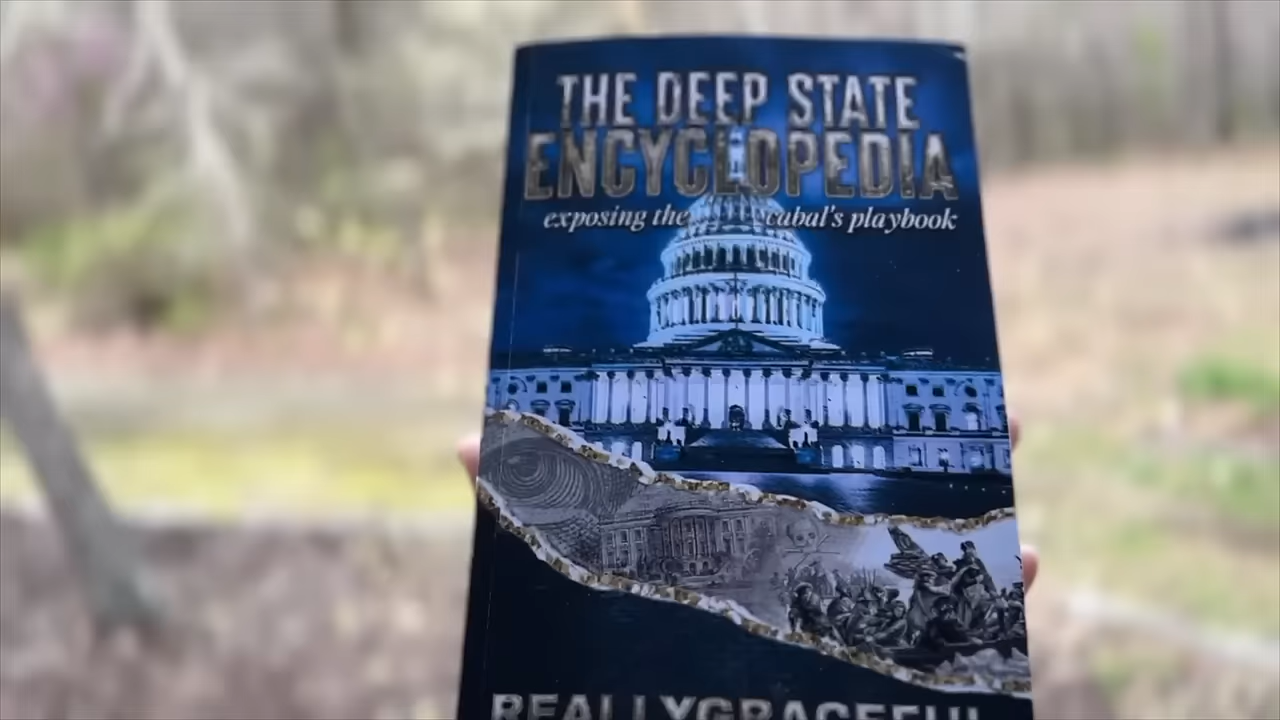 THE DEEP STATE
ENCYCLOPEDIA
exposing the cabal's playbook
REALLYGRACEFUL